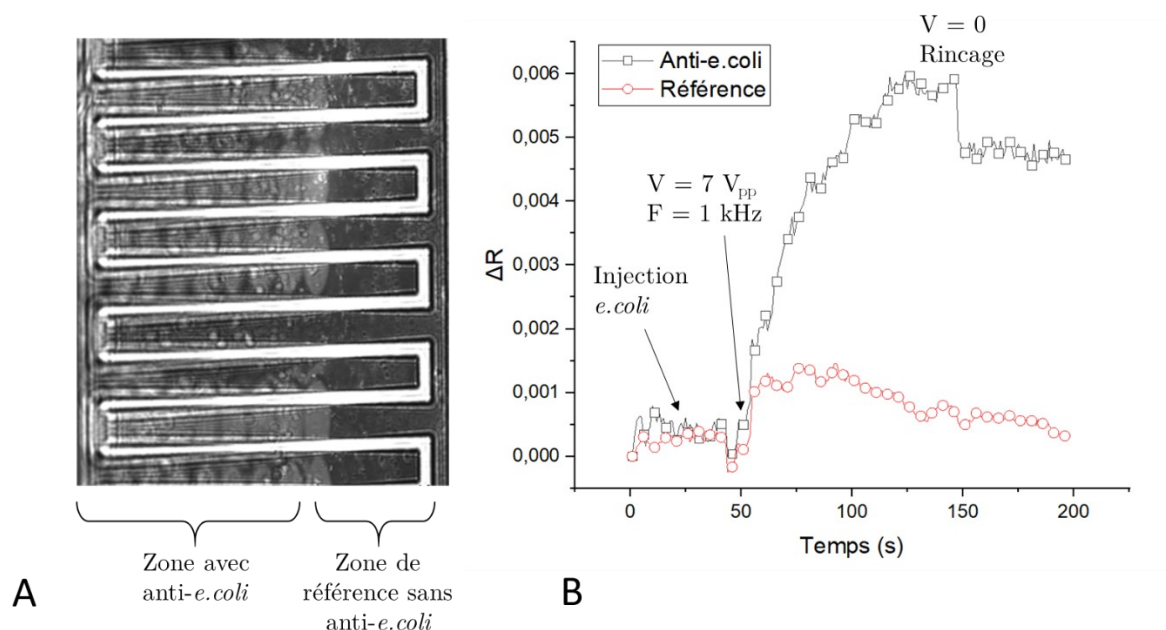 A
Zone avec
anti-e.coli
Zone de
référence sans
anti-e.coli
B
V = 0
Rincage
Anti-e.coli
Référence
V = 7 Vpp
F = 1 kHz
Injection
e.coli
ΔR
0,006
0,005
0,004
0,003
0,002
0,001
0,000
0
50
100
150
200
Temps (s)